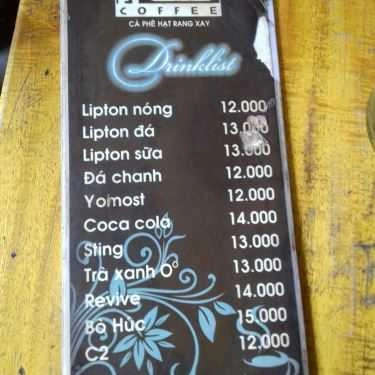 COFFEE
CÀ PHÊ HẠT RANG XAY
Drinklist
Lipton nóng 12.000
Lipton đá 13.000
Lipton sữa 13.000
Đá chanh 12.000
Yomost 12.000
Coca cola 14.000
Sting 13.000
Trà xanh O° 13.000
Revive 14.000
Bò Húc 15.000
C2 12.000